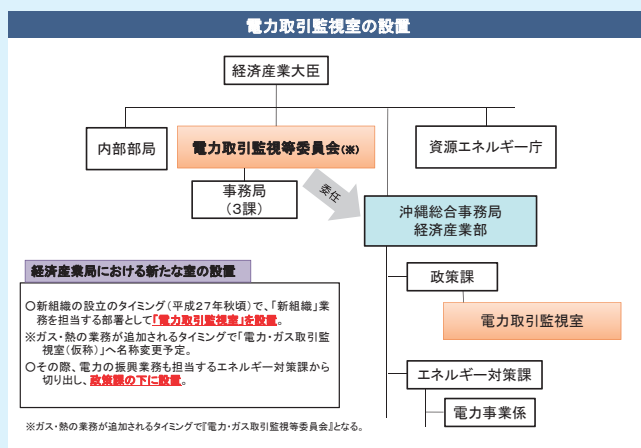 電力取引監視室の設置
経済産業大臣
内部部局
電力取引監視等委員会(※)
資源エネルギー庁
事務局
(3課)
委任
沖縄総合事務局
経済産業部
政策課
電力取引監視室
エネルギー対策課
電力事業係
経済産業局における新たな室の設置
○新組織の設立のタイミング(平成27年秋頃)で、「新組織」業
務を担当する部署として「電力取引監視室」を設置。
※ガス・熱の業務が追加されるタイミングで「電力・ガス取引監
視室(仮称)」へ名称変更予定。
○その際、電力の振興業務も担当するエネルギー対策課から
切り出し、政策課の下に設置。
※ガス・熱の業務が追加されるタイミングで『電力・ガス取引監視等委員会』となる。